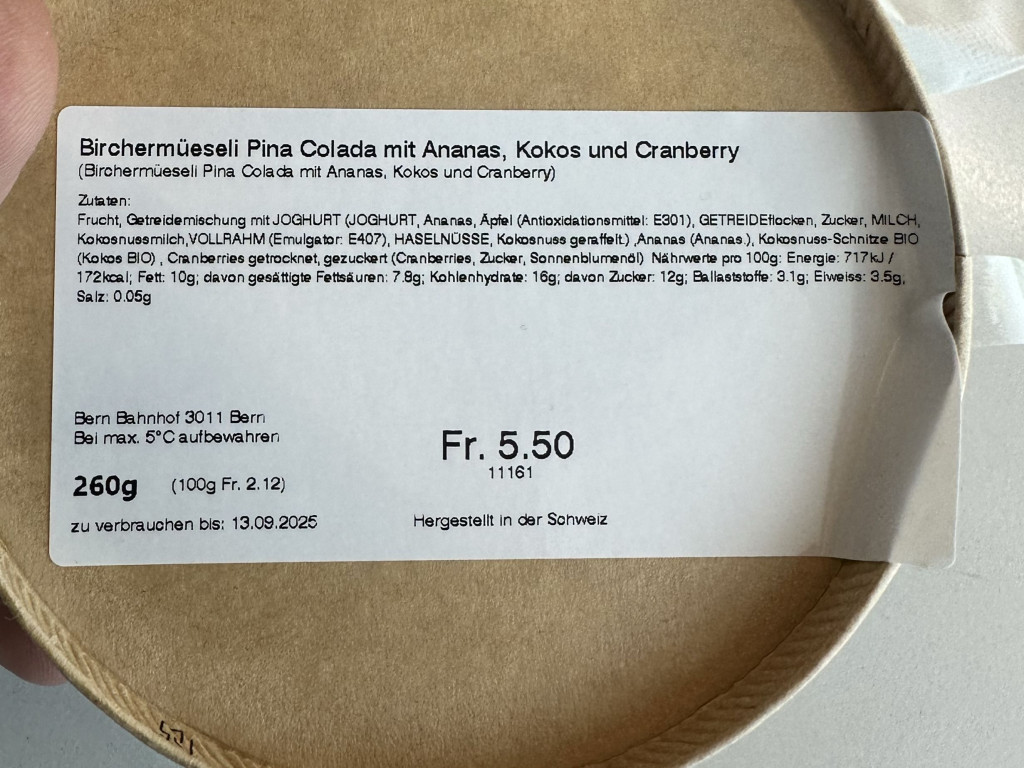 Birchermüeseli Pina Colada mit Ananas, Kokos und Cranberry
(Birchermüeseli Pina Colada mit Ananas, Kokos und Cranberry)
Zutaten:
Frucht, Getreidemischung mit JOGHURT (JOGHURT, Ananas, Äpfel (Antioxidationsmittel: E301), GETREIDEflocken, Zucker, MILCH,
Kokosnussmilch,VOLLRAHM (Emulgator: E407), HASELNÜSSE, Kokosnuss geraffelt.) ,Ananas (Ananas.), Kokosnuss-Schnitze BIO
(Kokos BIO) , Cranberries getrocknet, gezuckert (Cranberries, Zucker, Sonnenblumenöl) Nährwerte pro 100g: Energie: 717kJ /
172kcal; Fett: 10g; davon gesättigte Fettsäuren: 7.8g; Kohlenhydrate: 16g; davon Zucker: 12g; Ballaststoffe: 3.1g; Eiweiss: 3.5g,
Salz: 0.05g
Bern Bahnhof 3011 Bern
Bei max. 5°C aufbewahren
Fr. 5.50
11161
260g (100g Fr. 2.12)
zu verbrauchen bis: 13.09.2025
Hergestellt in der Schweiz